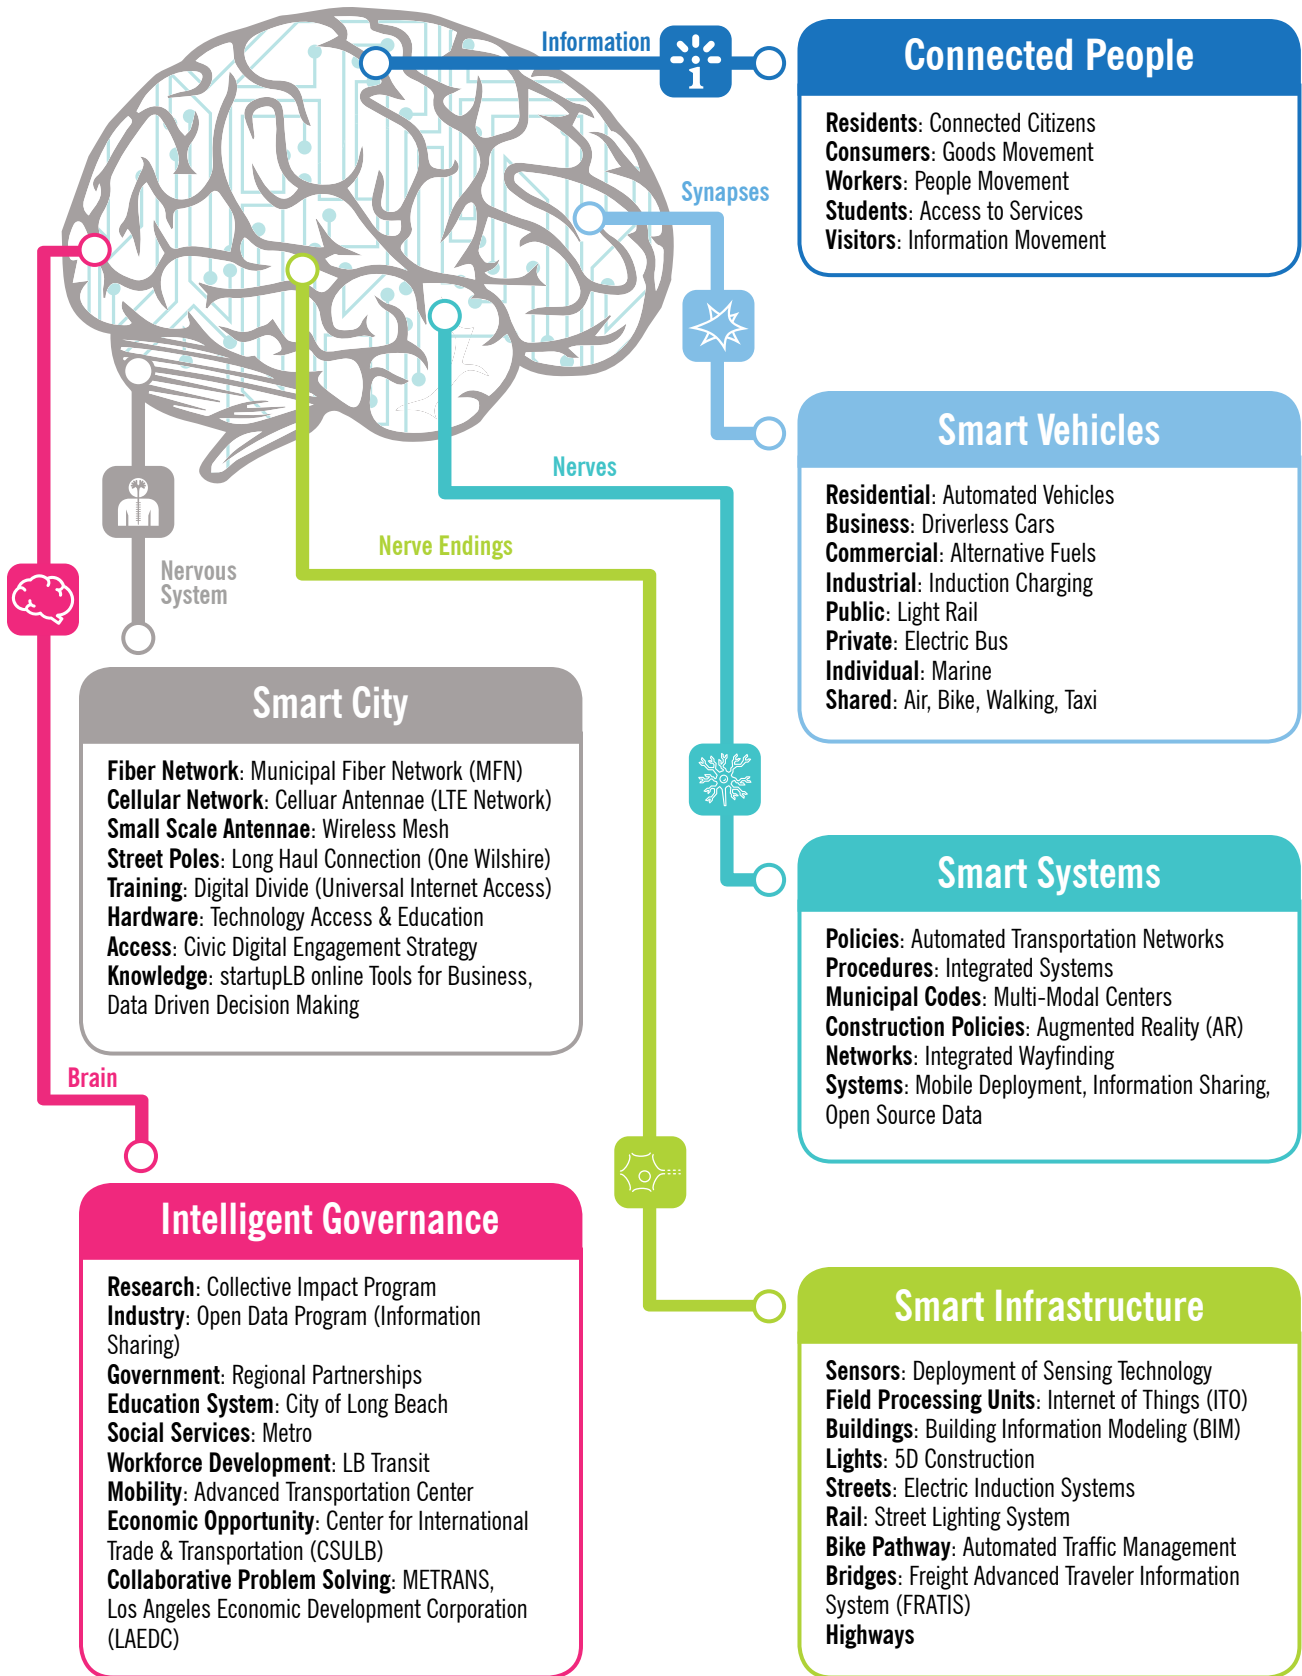 Information
Connected People
Residents: Connected Citizens
Consumers: Goods Movement
Workers: People Movement
Students: Access to Services
Visitors: Information Movement
Synapses
Smart Vehicles
Residential: Automated Vehicles
Business: Driverless Cars
Commercial: Alternative Fuels
Industrial: Induction Charging
Public: Light Rail
Private: Electric Bus
Individual: Marine
Shared: Air, Bike, Walking, Taxi
Nerves
Smart Systems
Policies: Automated Transportation Networks
Procedures: Integrated Systems
Municipal Codes: Multi-Modal Centers
Construction Policies: Augmented Reality (AR)
Networks: Integrated Wayfinding
Systems: Mobile Deployment, Information Sharing,
Open Source Data
Nerve Endings
Smart Infrastructure
Sensors: Deployment of Sensing Technology
Field Processing Units: Internet of Things (ITO)
Buildings: Building Information Modeling (BIM)
Lights: 5D Construction
Streets: Electric Induction Systems
Rail: Street Lighting System
Bike Pathway: Automated Traffic Management
Bridges: Freight Advanced Traveler Information
System (FRATIS)
Highways
Nervous
System
Smart City
Fiber Network: Municipal Fiber Network (MFN)
Cellular Network: Celluar Antennae (LTE Network)
Small Scale Antennae: Wireless Mesh
Street Poles: Long Haul Connection (One Wilshire)
Training: Digital Divide (Universal Internet Access)
Hardware: Technology Access & Education
Access: Civic Digital Engagement Strategy
Knowledge: startupLB online Tools for Business,
Data Driven Decision Making
Brain
Intelligent Governance
Research: Collective Impact Program
Industry: Open Data Program (Information
Sharing)
Government: Regional Partnerships
Education System: City of Long Beach
Social Services: Metro
Workforce Development: LB Transit
Mobility: Advanced Transportation Center
Economic Opportunity: Center for International
Trade & Transportation (CSULB)
Collaborative Problem Solving: METRANS,
Los Angeles Economic Development Corporation
(LAEDC)